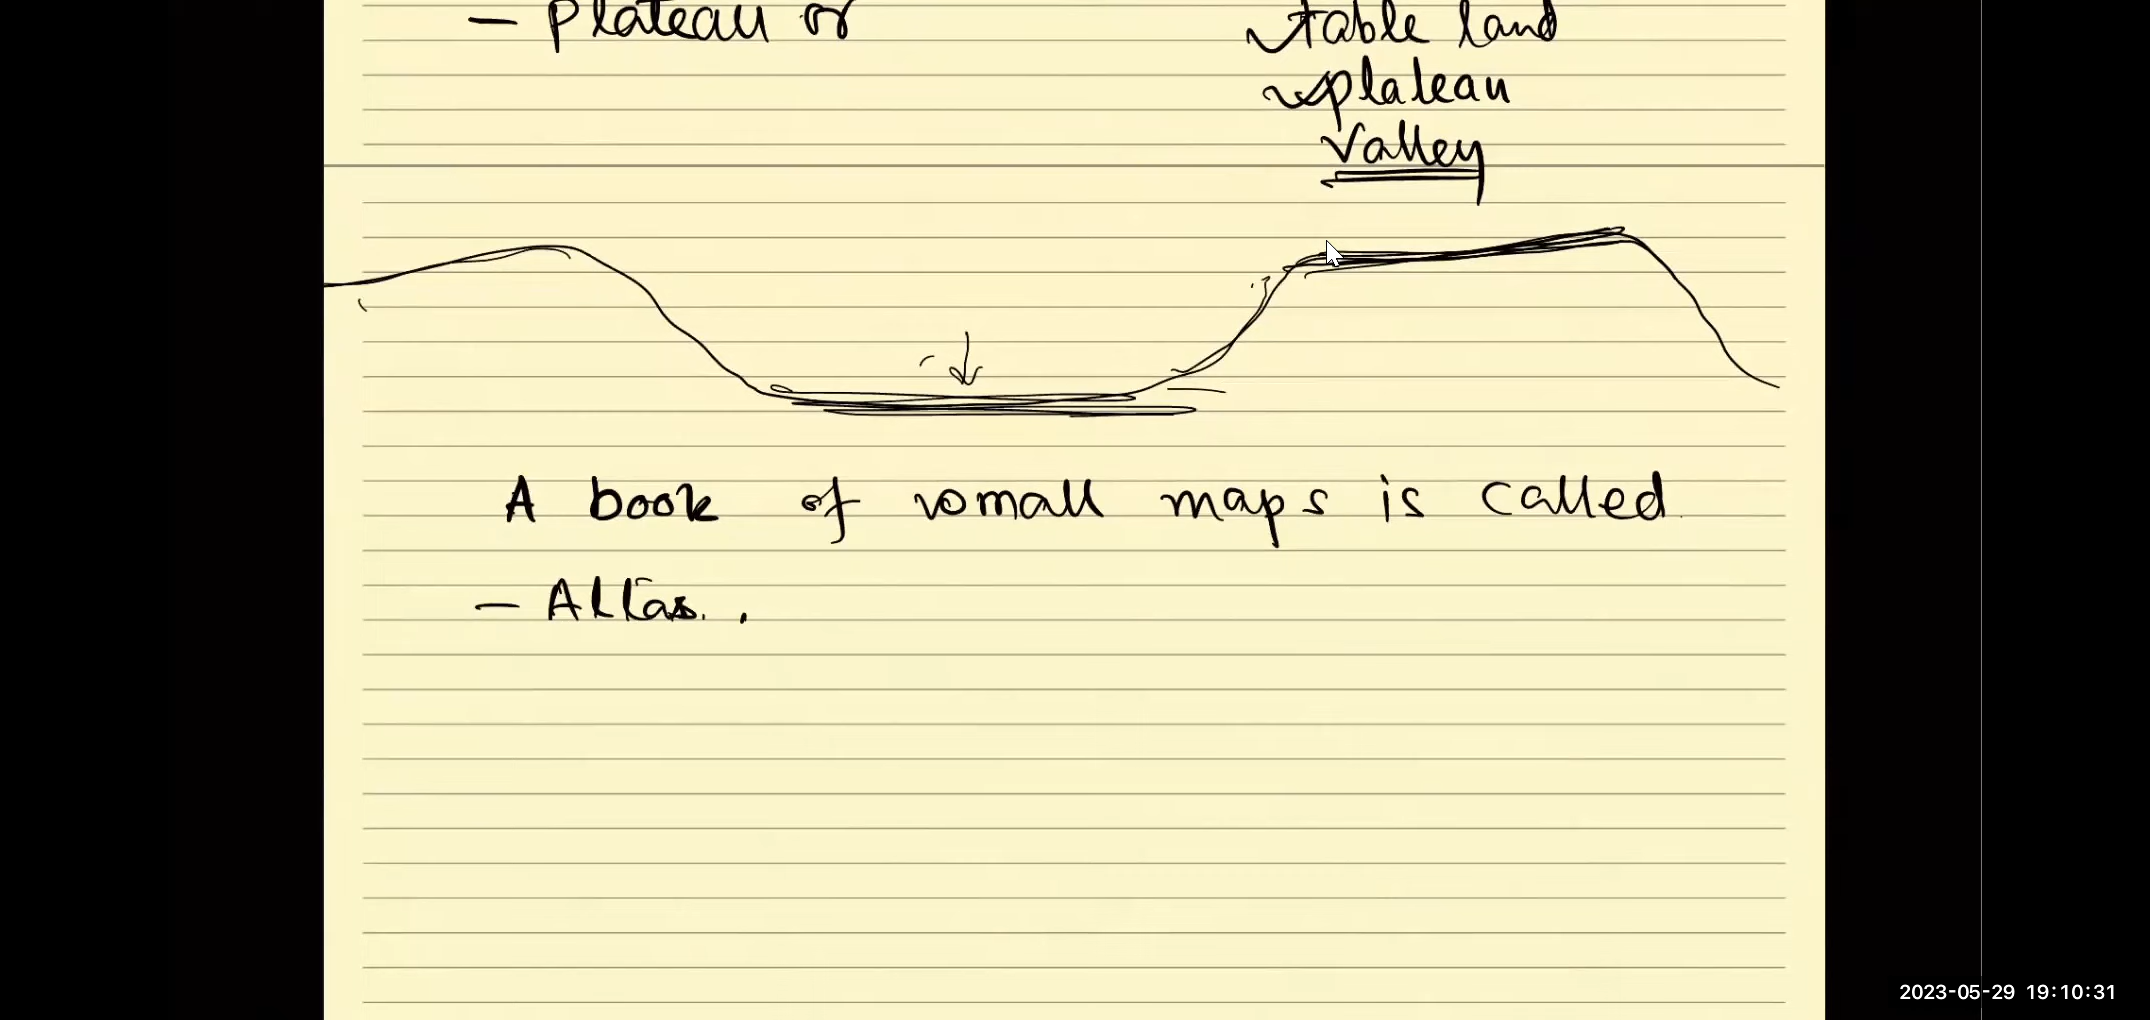 – Plateau or
table land
plateau
valley
A book of small maps is called
– Atlas.
2023-05-29 19:10:31